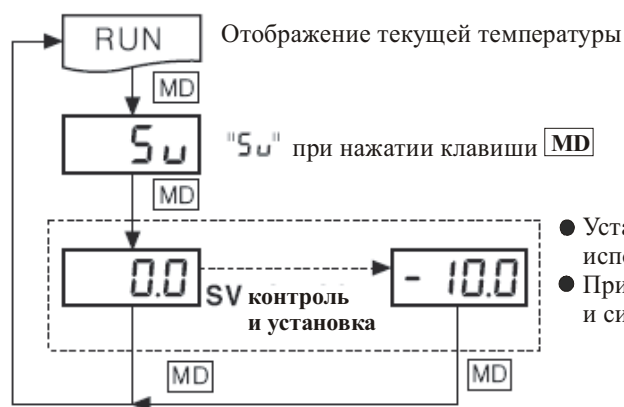 RUN
Отображение текущей температуры
MD
Su
"Su" при нажатии клавиши MD
MD
0.0
SV контроль
и установка
- 10.0
● Уста
испо
● При
и си
MD
MD